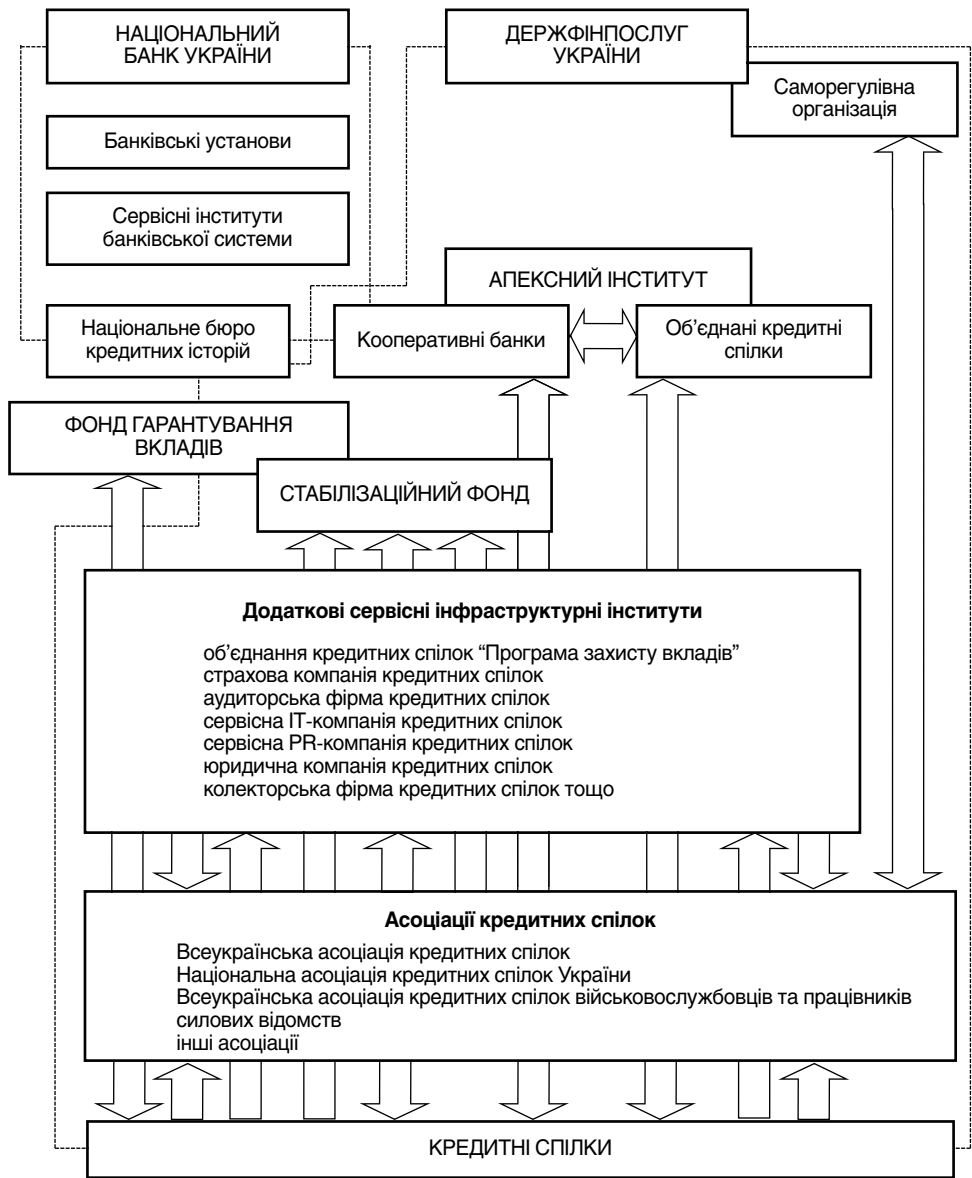 НАЦІОНАЛЬНИЙ
БАНК УКРАЇНИ
ДЕРЖФІНПОСЛУГ
УКРАЇНИ
Саморегулівна
організація
Банківські установи
Сервісні інститути
банківської системи
АПЕКСНИЙ ІНСТИТУТ
Національне бюро
кредитних історій
Кооперативні банки
Об’єднані кредитні
спілки
ФОНД ГАРАНТУВАННЯ
ВКЛАДІВ
СТАБІЛІЗАЦІЙНИЙ ФОНД
Додаткові сервісні інфраструктурні інститути
об’єднання кредитних спілок “Програма захисту вкладів”
страхова компанія кредитних спілок
аудиторська фірма кредитних спілок
сервісна ІТ-компанія кредитних спілок
сервісна PR-компанія кредитних спілок
юридична компанія кредитних спілок
колекторська фірма кредитних спілок тощо
Асоціації кредитних спілок
Всеукраїнська асоціація кредитних спілок
Національна асоціація кредитних спілок України
Всеукраїнська асоціація кредитних спілок військовослужбовців та працівників
силових відомств
інші асоціації
КРЕДИТНІ СПІЛКИ